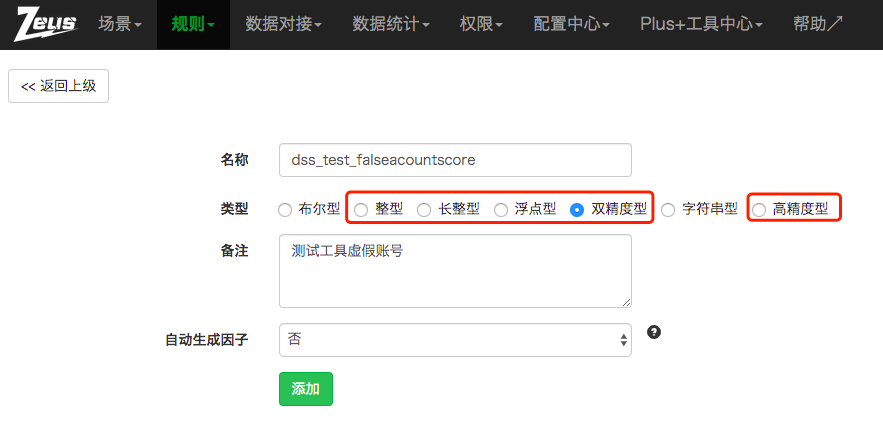 Zeus 场景 规则 数据对接 数据统计 权限 配置中心 Plus+工具中心 帮助↗
<< 返回上级
名称 dss_test_falseacountscore
类型 布尔型 整型 长整型 浮点型 双精度型 字符串型 高精度型
备注 测试工具虚假账号
自动生成因子 否 ?
添加